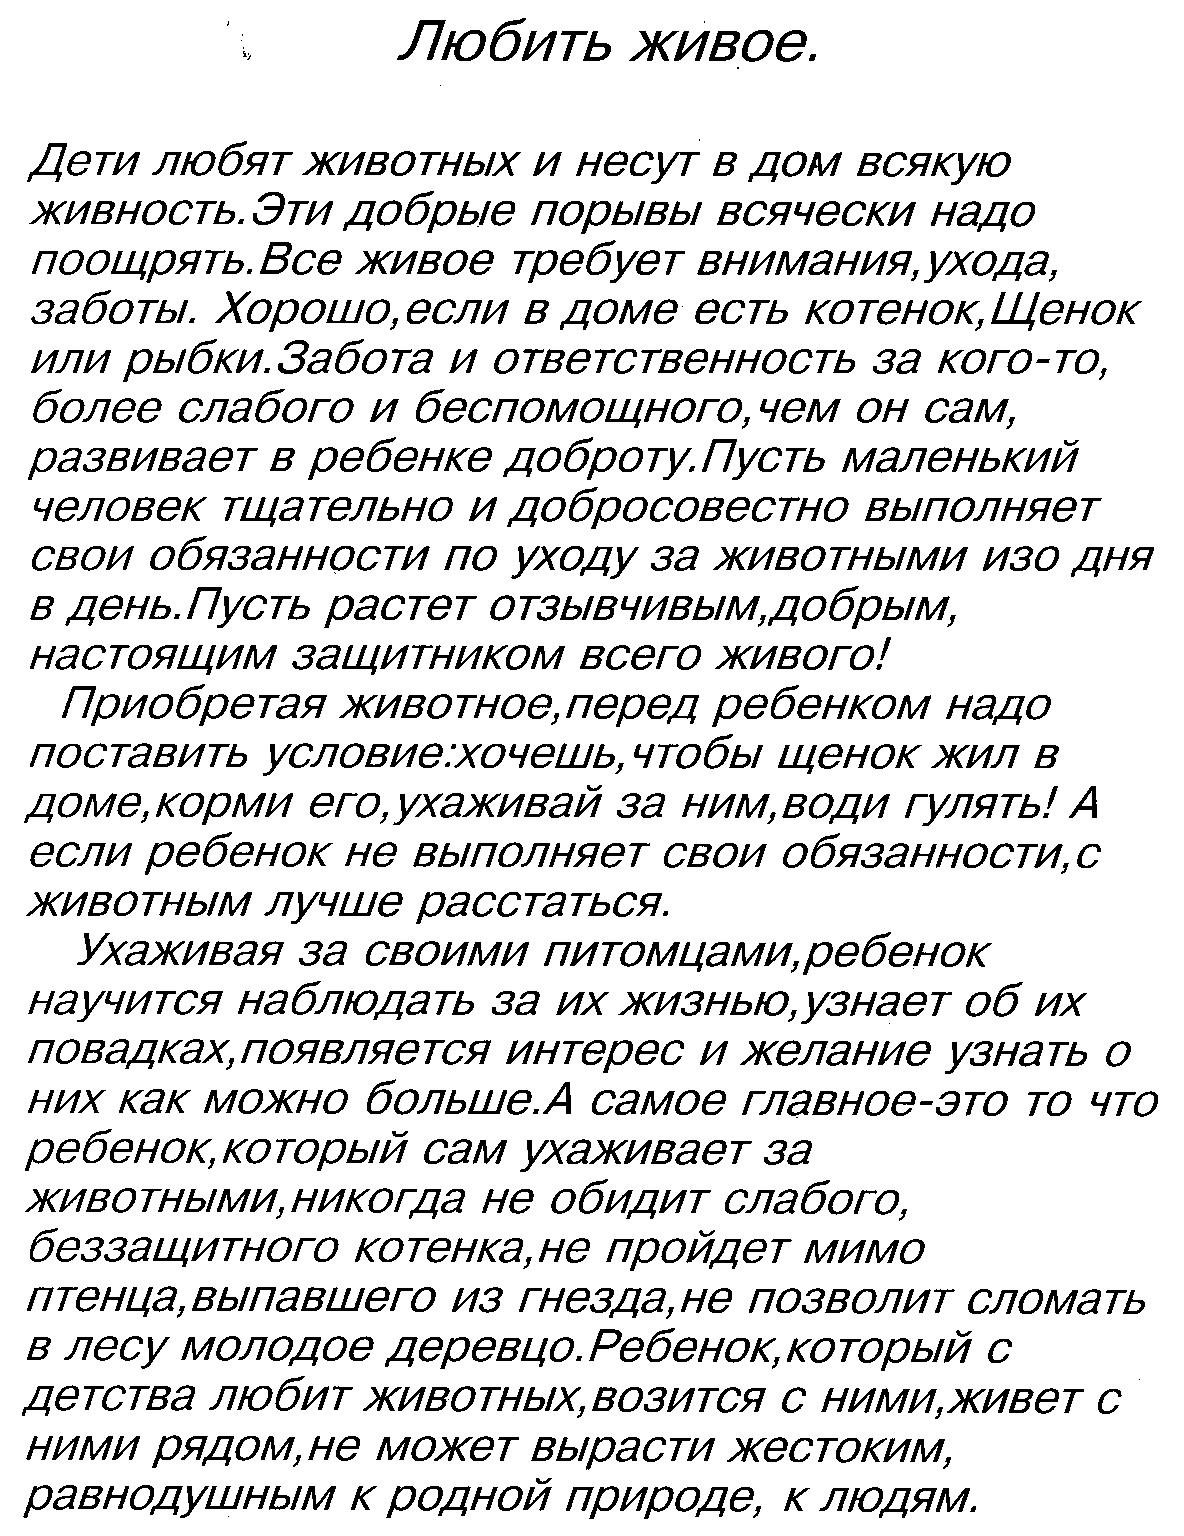 Любить живое.
Дети любят животных и несут в дом всякую
живность.Эти добрые порывы всячески надо
поощрять.Все живое требует внимания,ухода,
заботы. Хорошо,если в доме есть котенок,Щенок
или рыбки.Забота и ответственность за кого-то,
более слабого и беспомощного,чем он сам,
развивает в ребенке доброту.Пусть маленький
человек тщательно и добросовестно выполняет
свои обязанности по уходу за животными изо дня
в день.Пусть растет отзывчивым,добрым,
настоящим защитником всего живого!
Приобретая животное,перед ребенком надо
поставить условие:хочешь,чтобы щенок жил в
доме,корми его,ухаживай за ним,води гулять! А
если ребенок не выполняет свои обязанности,с
животным лучше расстаться.
Ухаживая за своими питомцами,ребенок
научится наблюдать за их жизнью,узнает об их
повадках,появляется интерес и желание узнать о
них как можно больше.А самое главное-это то что
ребенок,который сам ухаживает за
животными,никогда не обидит слабого,
беззащитного котенка,не пройдет мимо
птенца,выпавшего из гнезда,не позволит сломать
в лесу молодое деревцо.Ребенок,который с
детства любит животных,возится с ними,живет с
ними рядом,не может вырасти жестоким,
равнодушным к родной природе, к людям.